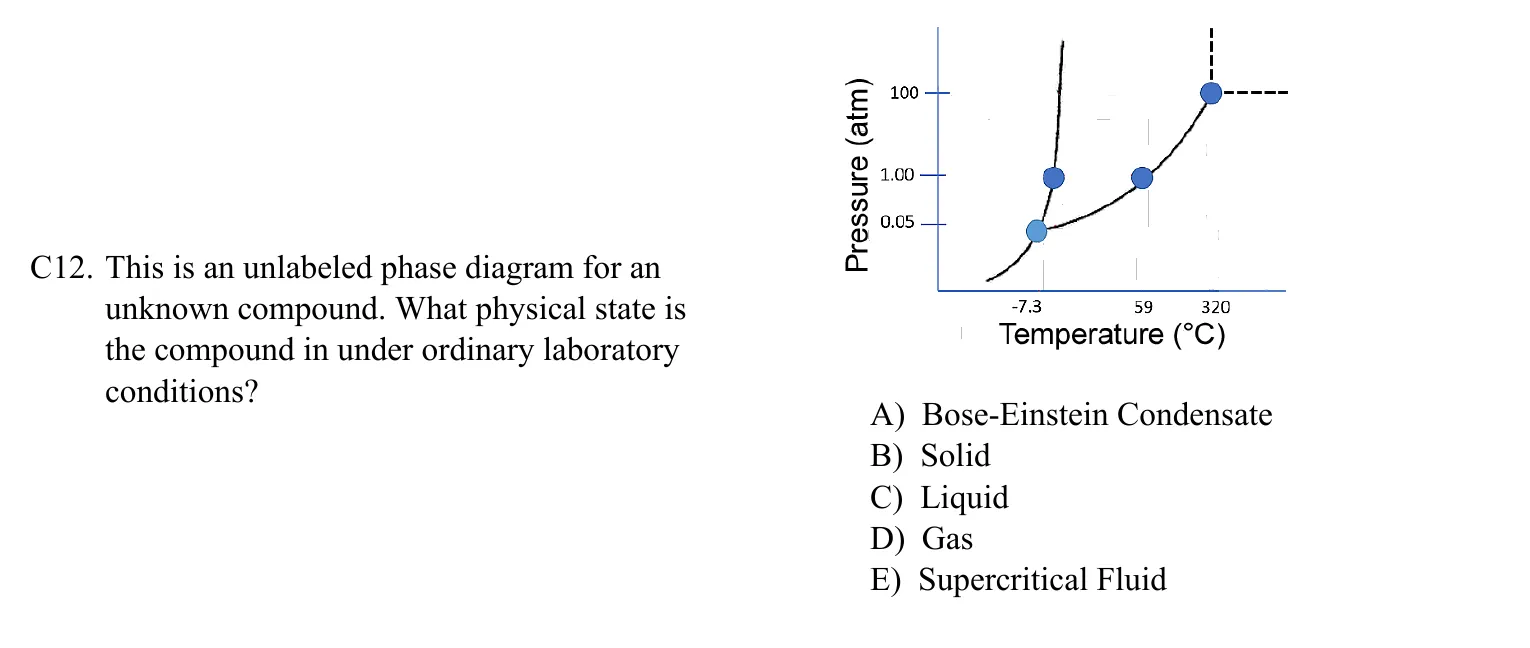 100
1.00
0.05
Pressure (atm)
-7.3 59 320
Temperature (°C)
C12. This is an unlabeled phase diagram for an
unknown compound. What physical state is
the compound in under ordinary laboratory
conditions?
A) Bose-Einstein Condensate
B) Solid
C) Liquid
D) Gas
E) Supercritical Fluid